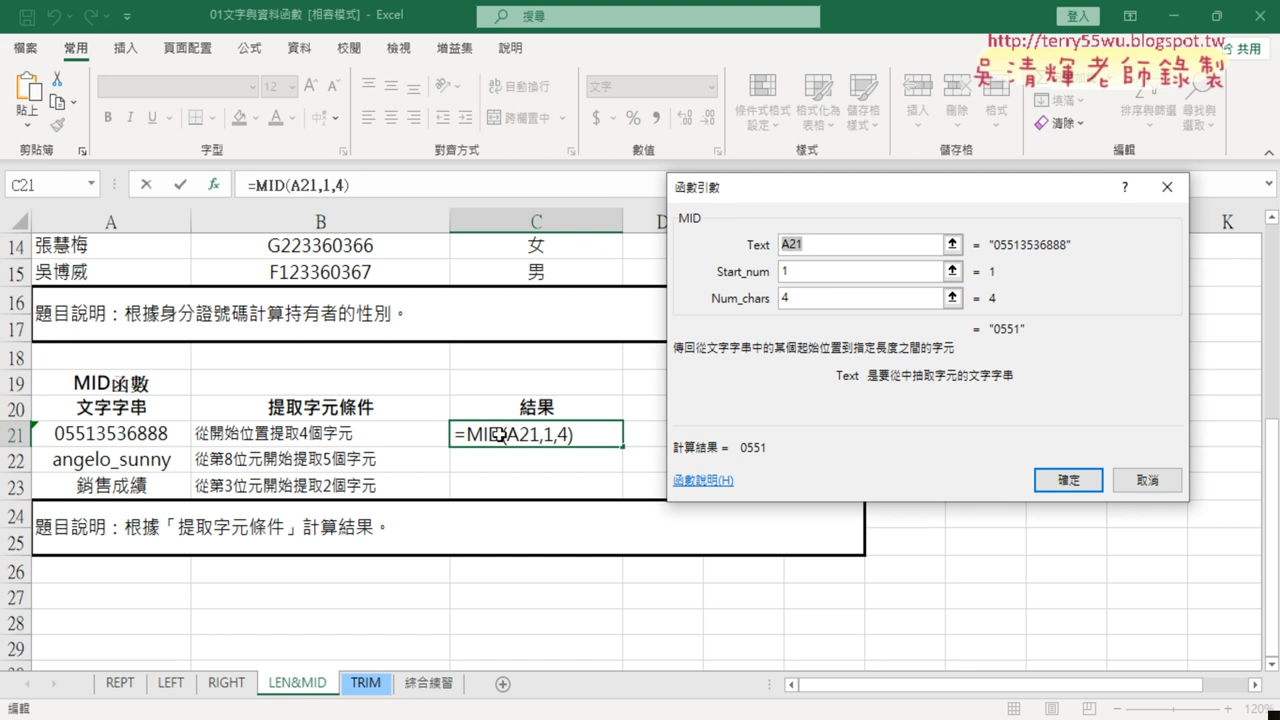 01文字與資料函數 [相容模式] - Excel
搜尋
登入
檔案 常用 插入 頁面配置 公式 資料 校閱 檢視 增益集 說明
共用
http://terry55wu.blogspot.tw
吳清輝老師錄製
貼上
12
自動換行
跨欄置中
文字
條件式格式設定
格式化為表格
儲存格樣式
插入 刪除 格式
填滿
清除
排序與篩選
尋找與選取
剪貼簿 字型 對齊方式 數值 樣式 儲存格 編輯
C21
=MID(A21,1,4)
A B C D K
14 張慧梅 G223360366 女
15 吳博威 F123360367 男
16
題目說明：根據身分證號碼計算持有者的性別。
17
18
19 MID函數
20 文字字串 提取字元條件 結果
21 05513536888 從開始位置提取4個字元 =MID(A21,1,4)
22 angelo_sunny 從第8位元開始提取5個字元
23 銷售成績 從第3位元開始提取2個字元
24
題目說明：根據「提取字元條件」計算結果。
25
26
27
28
29
函數引數
?
MID
Text A21 = "05513536888"
Start_num 1 = 1
Num_chars 4 = 4
= "0551"
傳回從文字字串中的某個起始位置到指定長度之間的字元
Text 是要從中抽取字元的文字字串
計算結果 = 0551
函數說明(H)
確定 取消
REPT LEFT RIGHT LEN&MID TRIM 綜合練習
編輯
120%